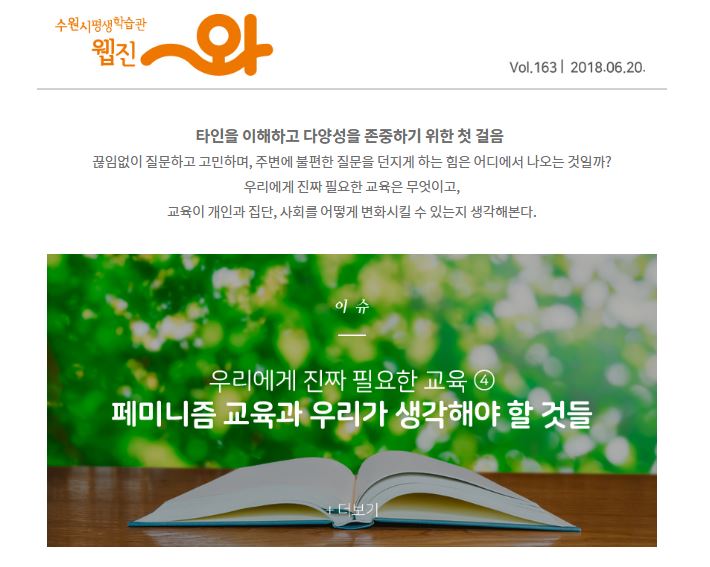 수원시평생학습관
웹진 와
Vol.163 | 2018.06.20.
타인을 이해하고 다양성을 존중하기 위한 첫 걸음
끊임없이 질문하고 고민하며, 주변에 불편한 질문을 던지게 하는 힘은 어디에서 나오는 것일까?
우리에게 진짜 필요한 교육은 무엇이고,
교육이 개인과 집단, 사회를 어떻게 변화시킬 수 있는지 생각해본다.
이 슈
우리에게 진짜 필요한 교육 ④
페미니즘 교육과 우리가 생각해야 할 것들
+ 더보기